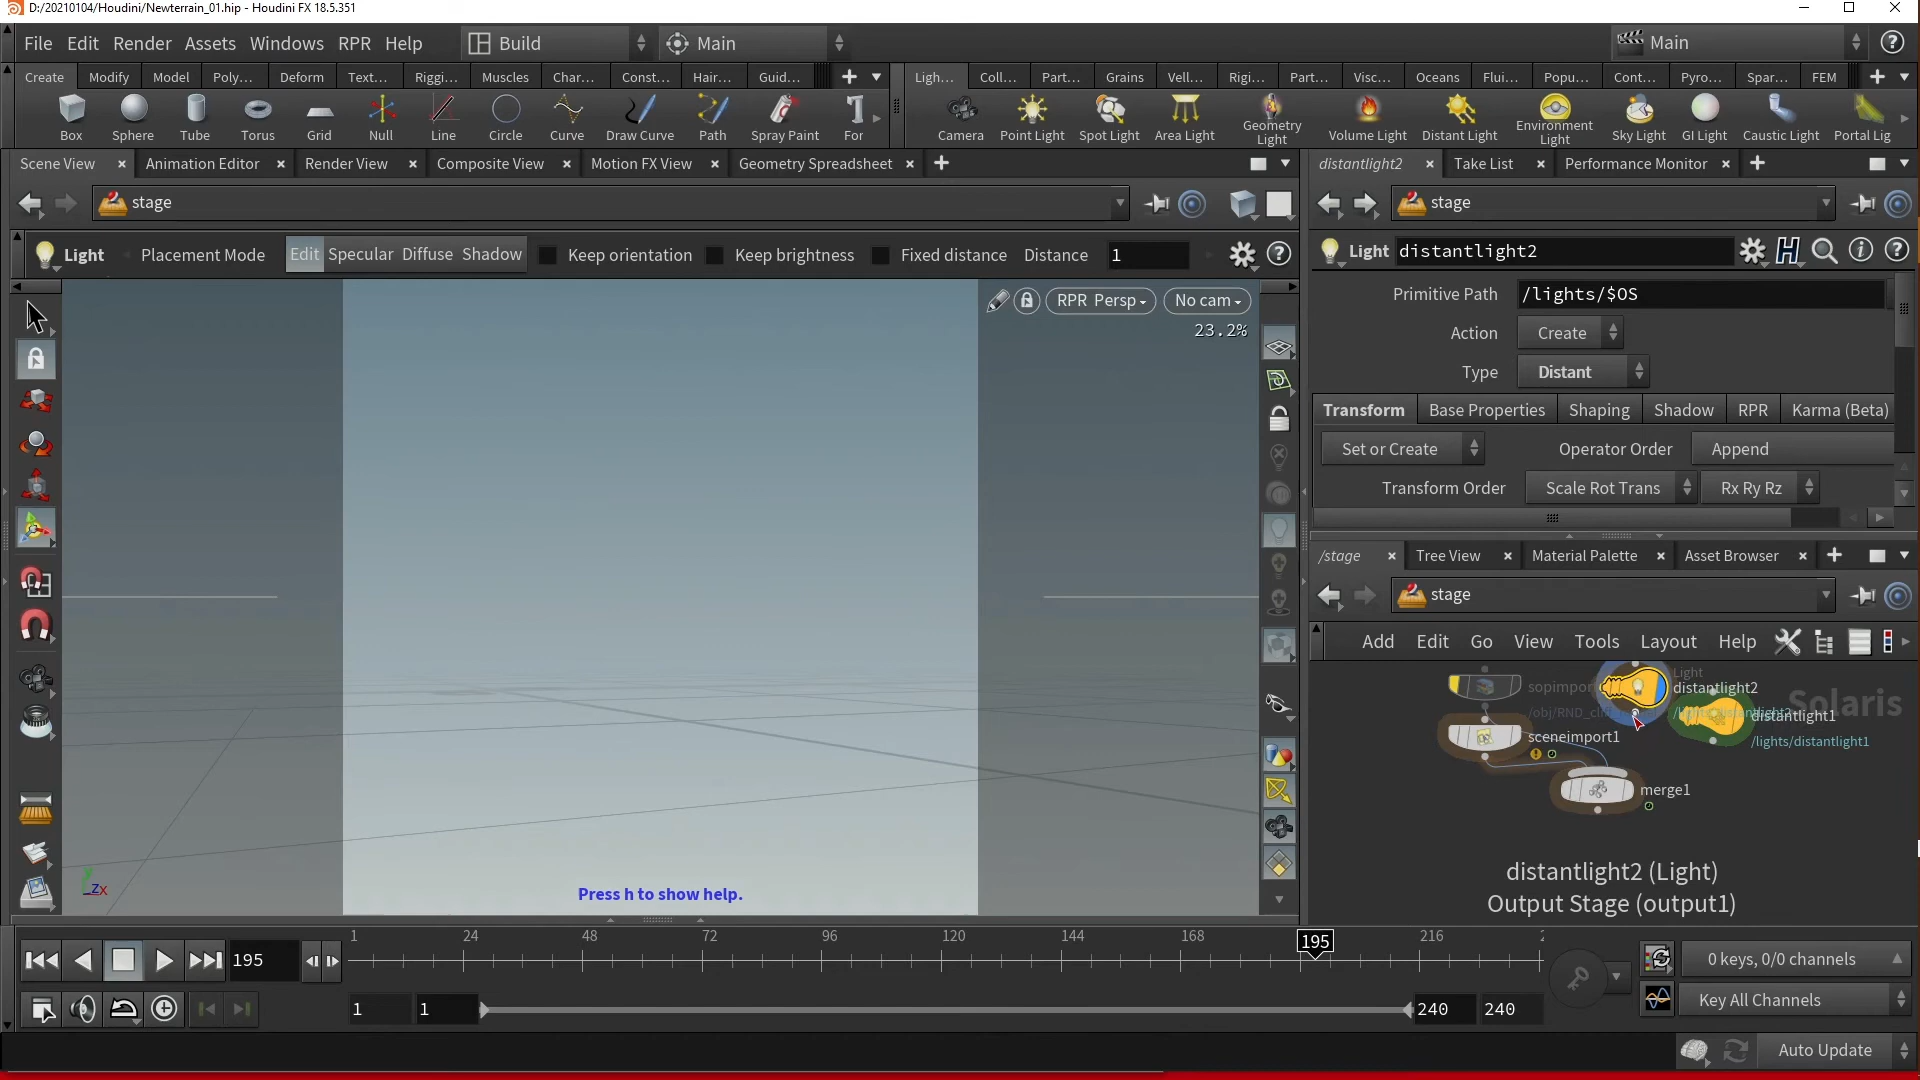 D:/20210104/Houdini/Newterrain_01.hip - Houdini FX 18.5.351
File Edit Render Assets Windows RPR Help Build Main Main
Create Modify Model Poly... Deform Text... Riggi... Muscles Char... Const... Hair... Guid... Ligh... Coll... Part... Grains Vell... Rigi... Part... Visc... Oceans Flui... Popu... Cont... Pyro... Spar... FEM
Box Sphere Tube Torus Grid Null Line Circle Curve Draw Curve Path Spray Paint For Camera Point Light Spot Light Area Light Geometry Light Volume Light Distant Light Environment Light Sky Light GI Light Caustic Light Portal Lig
Scene View Animation Editor Render View Composite View Motion FX View Geometry Spreadsheet distantlight2 Take List Performance Monitor
stage stage
Light Placement Mode Edit Specular Diffuse Shadow Keep orientation Keep brightness Fixed distance Distance 1
Light distantlight2
RPR Persp No cam
23.2%
Primitive Path /lights/$OS
Action Create
Type Distant
Transform Base Properties Shaping Shadow RPR Karma (Beta)
Set or Create Operator Order Append
Transform Order Scale Rot Trans Rx Ry Rz
/stage Tree View Material Palette Asset Browser
stage
Add Edit Go View Tools Layout Help
Light
sopimpor distantlight2
Solaris
distantlight1
/lights/distantlight1
sceneimport1
merge1
distantlight2 (Light)
Output Stage (output1)
Press h to show help.
195 1 24 48 72 96 120 144 168 195 216
0 keys, 0/0 channels
1 1 240 240 Key All Channels
Auto Update